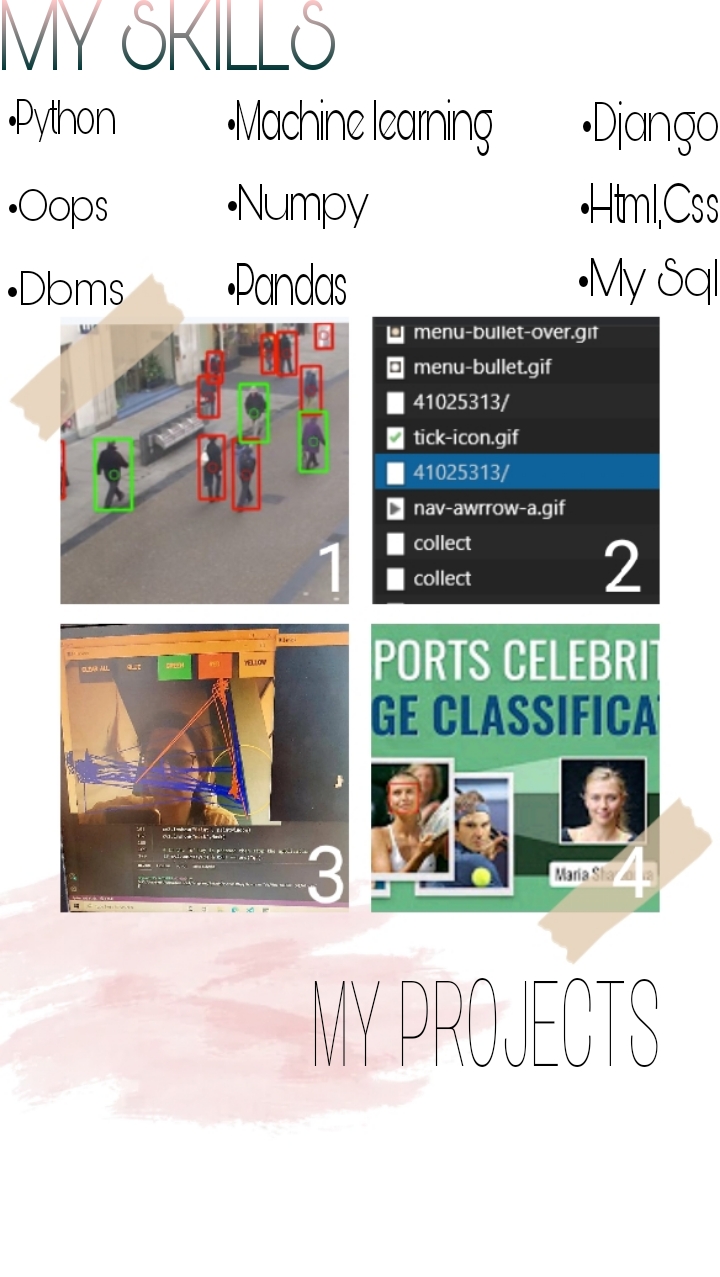 MY SKILLS
•Python •Machine learning •Django
•Oops •Numpy •Html,Css
•Dbms •Pandas •My Sql
1
menu-bullet-over.gif
menu-bullet.gif
41025313/
tick-icon.gif
41025313/
nav-awrrow-a.gif
collect
collect
2
CLEAR ALL BLUE GREEN RED YELLOW
3
PORTS CELEBRIT
GE CLASSIFICA
Maria
4
MY PROJECTS